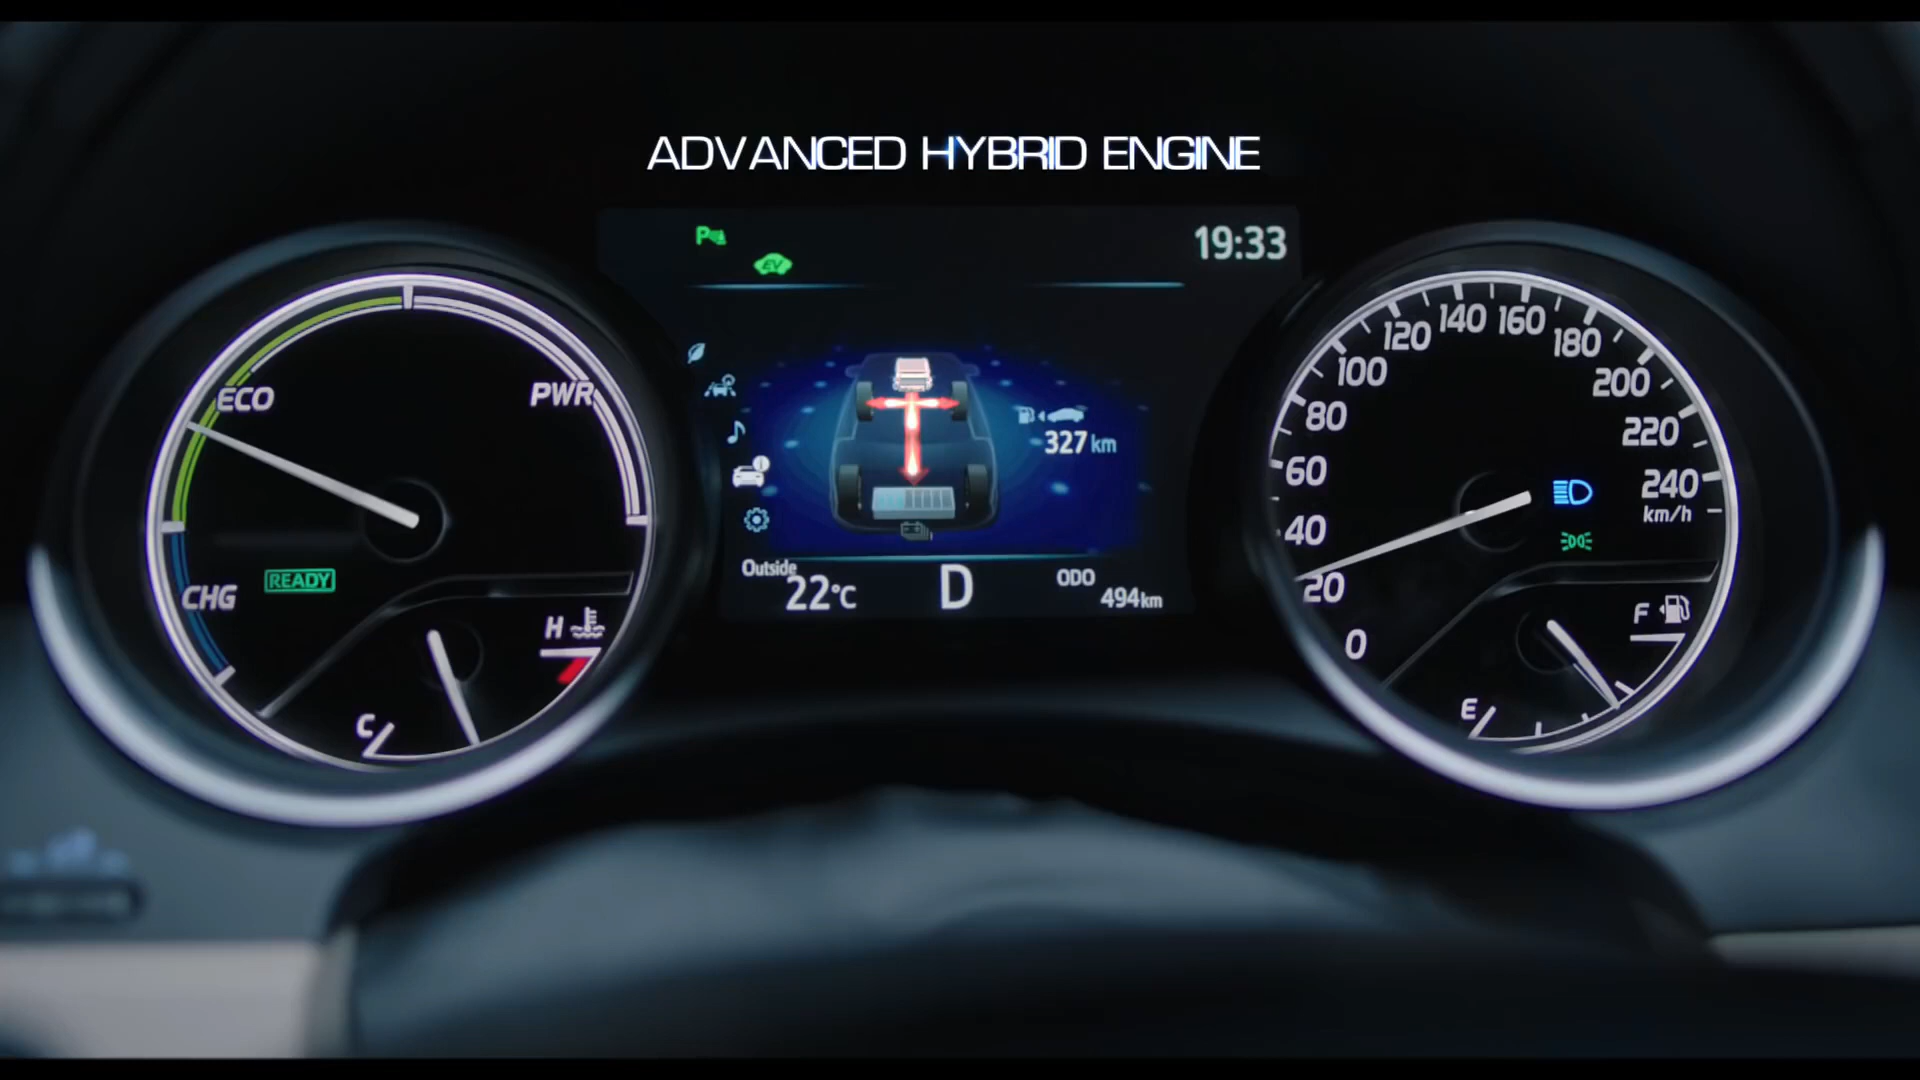 ADVANCED HYBRID ENGINE
P
19:33
EV
ECO
PWR
CHG
READY
H
C
327 km
Outside
22°C
D
ODO
494km
0
20
40
60
80
100
120
140
160
180
200
220
240
km/h
F
E